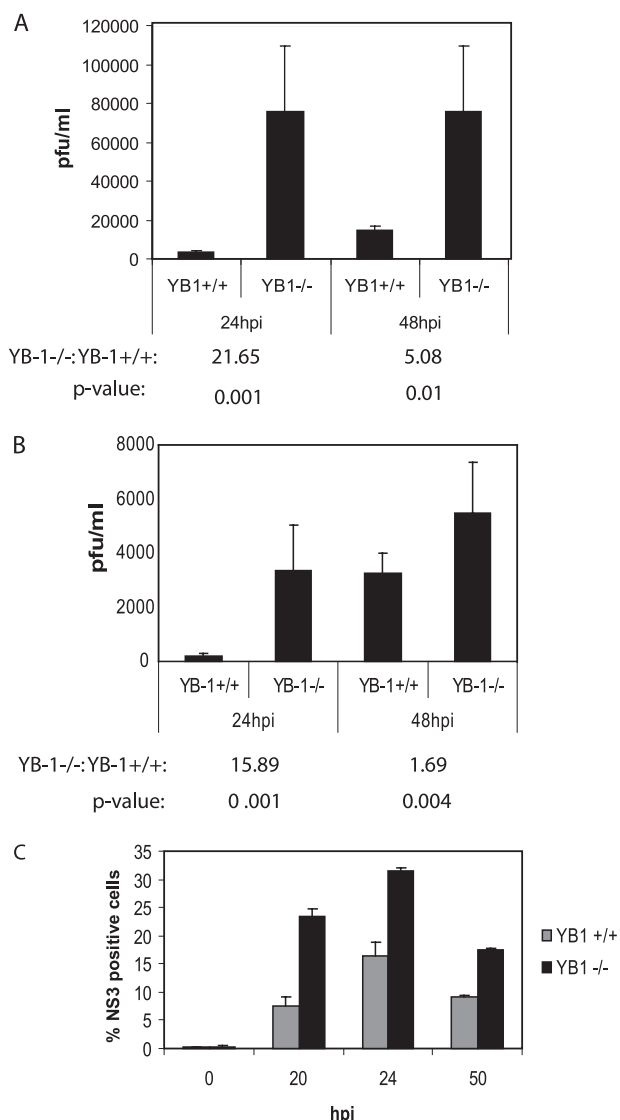 A
120000
100000
80000
60000
40000
20000
0
pfu/ml
YB1+/+ YB1-/- YB1+/+ YB1-/-
24hpi 48hpi
YB-1-/-:YB-1+/+: 21.65 5.08
p-value: 0.001 0.01
B
8000
6000
4000
2000
0
pfu/ml
YB-1+/+ YB-1-/- YB-1+/+ YB-1-/-
24hpi 48hpi
YB-1-/-:YB-1+/+: 15.89 1.69
p-value: 0 .001 0.004
C
35
30
25
20
15
10
5
0
% NS3 positive cells
YB1 +/+
YB1 -/-
0 20 24 50
hpi